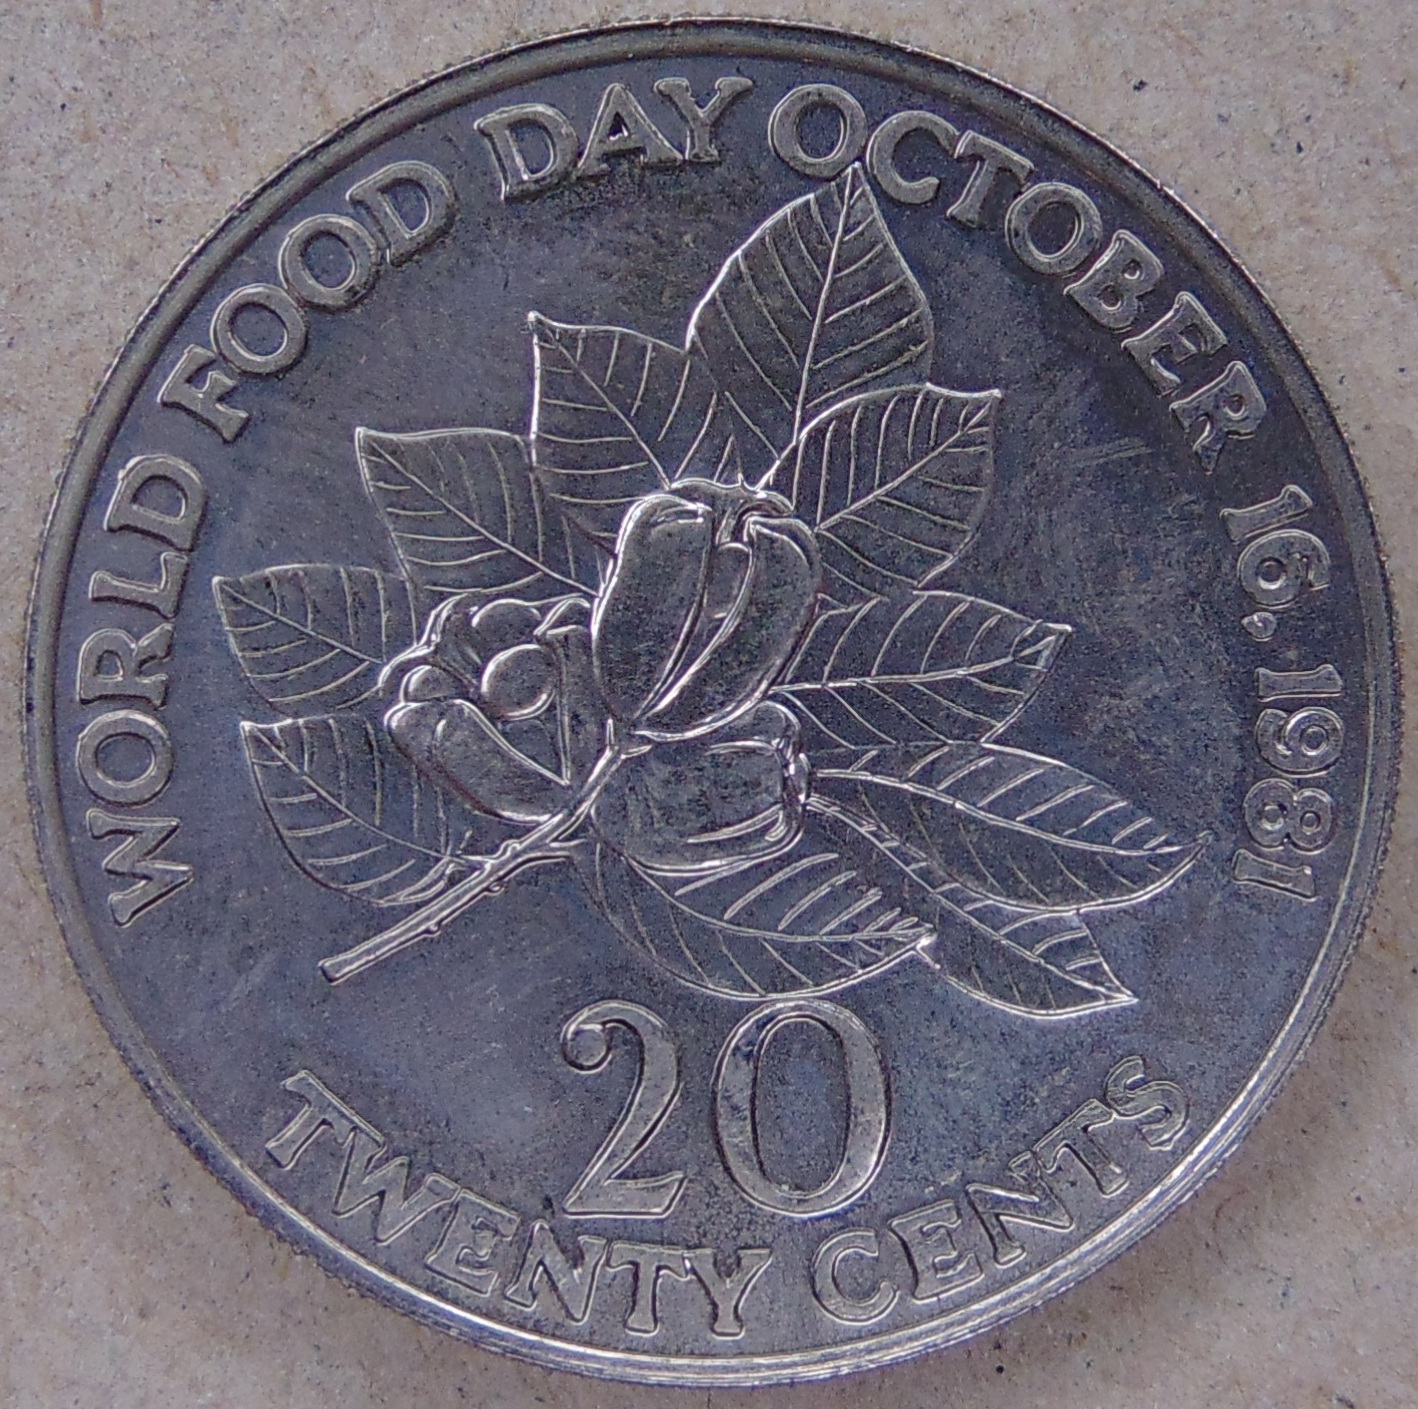 WORLD FOOD DAY OCTOBER 16, 1981
20
TWENTY CENTS